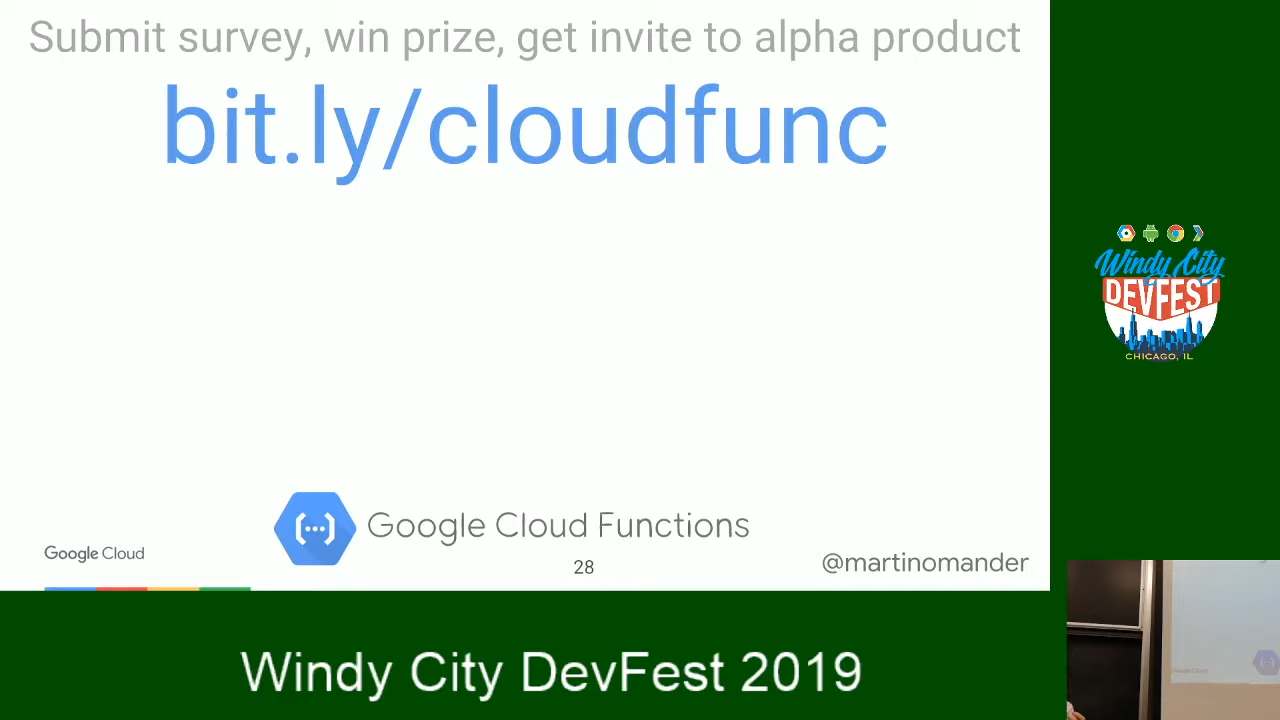 Submit survey, win prize, get invite to alpha product
bit.ly/cloudfunc
Windy City
DEVFEST
CHICAGO, IL
Google Cloud Functions
Google Cloud
28
@martinomander
Windy City DevFest 2019